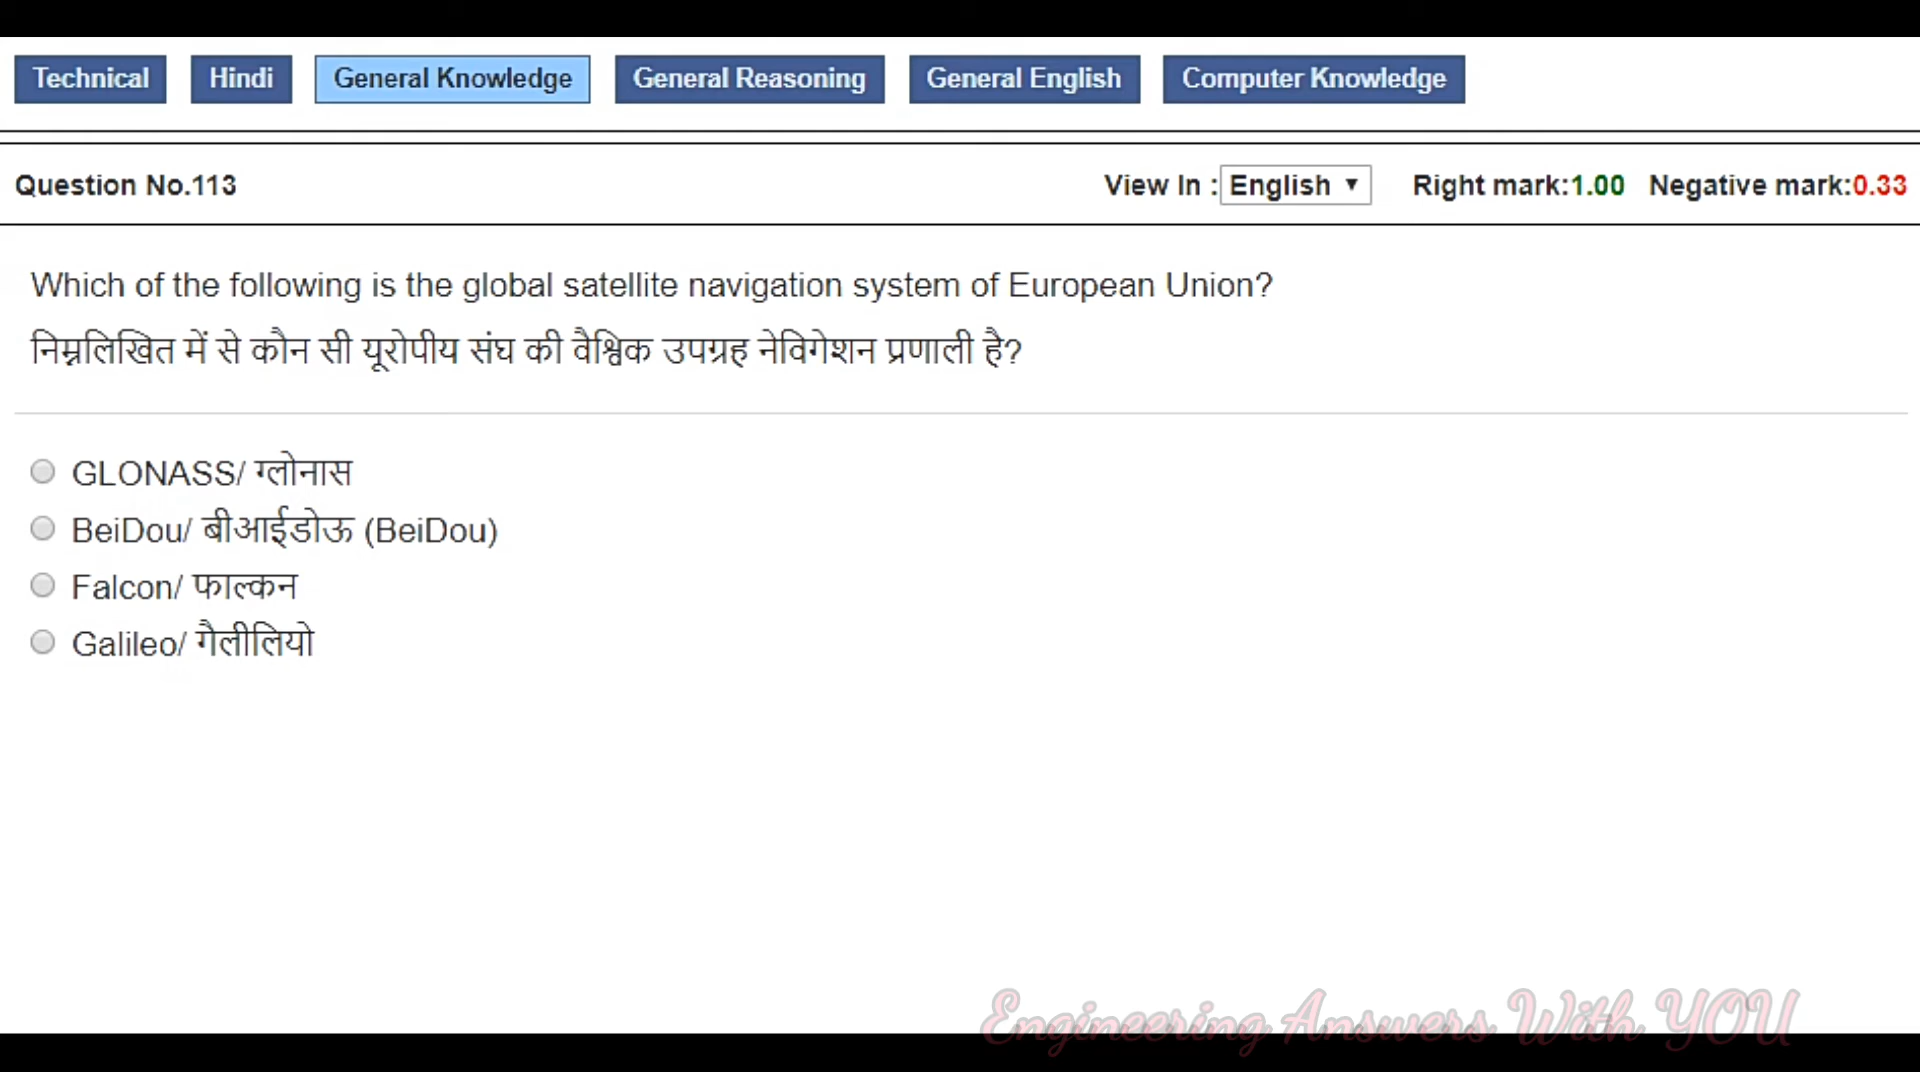 Technical Hindi General Knowledge General Reasoning General English Computer Knowledge
Question No.113 View In : English ▼ Right mark:1.00 Negative mark:0.33
Which of the following is the global satellite navigation system of European Union?
निम्नलिखित में से कौन सी यूरोपीय संघ की वैश्विक उपग्रह नेविगेशन प्रणाली है?
GLONASS/ ग्लोनास
BeiDou/ बीआईडोऊ (BeiDou)
Falcon/ फाल्कन
Galileo/ गैलीलियो
Engineering Answers With YOU